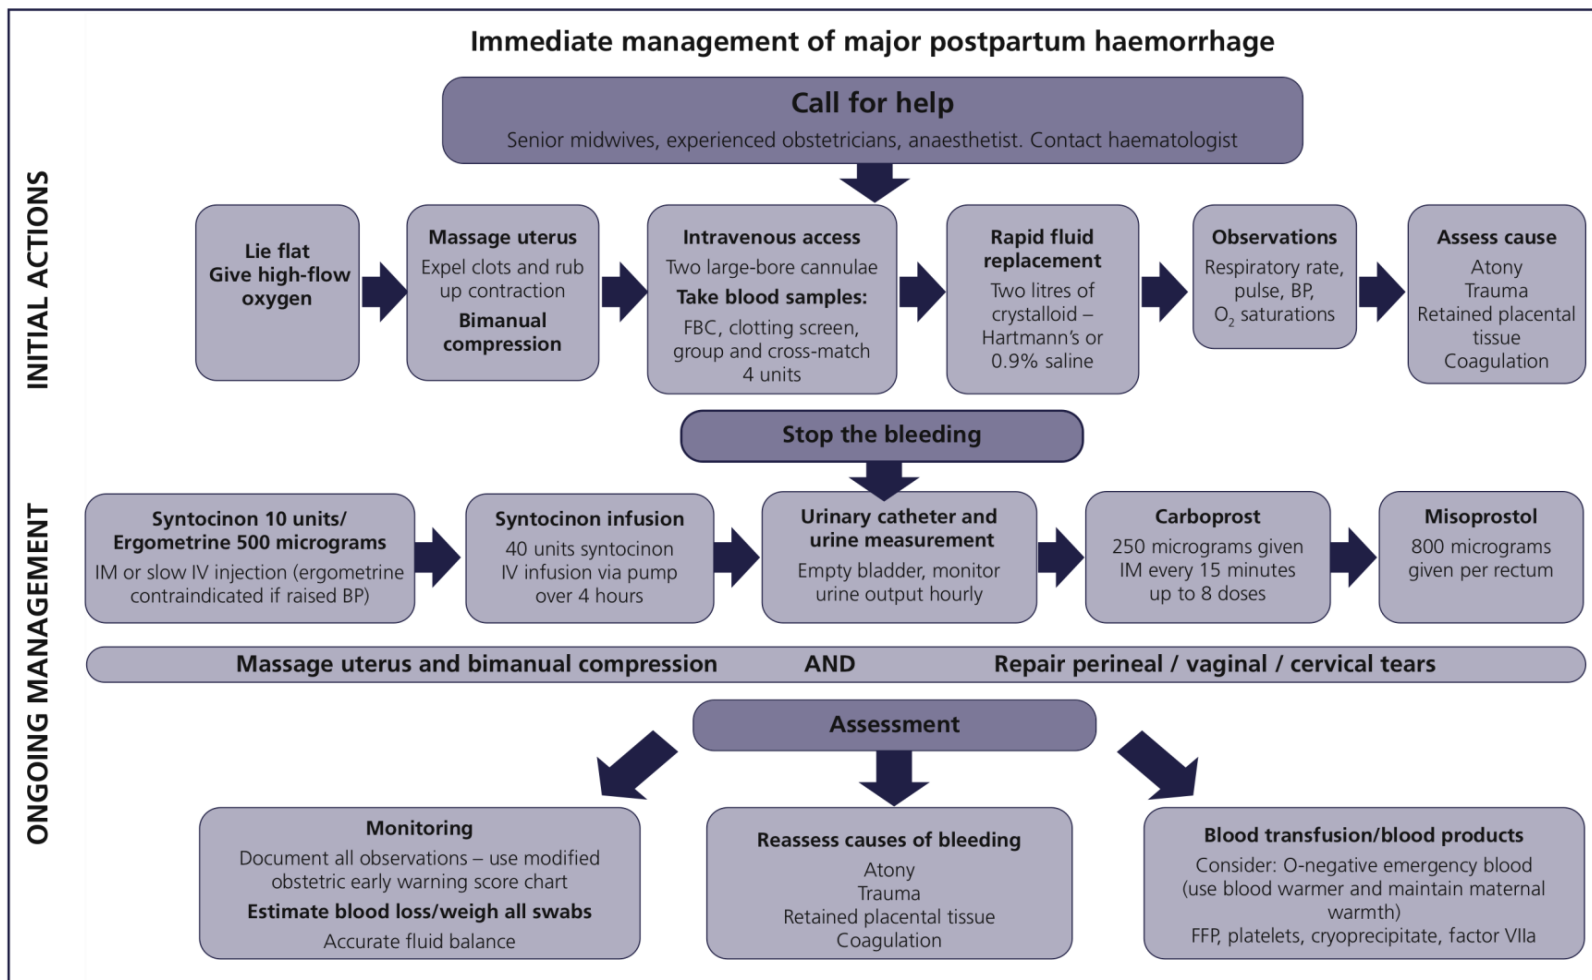 Immediate management of major postpartum haemorrhage
Call for help
Senior midwives, experienced obstetricians, anaesthetist. Contact haematologist
INITIAL ACTIONS
Lie flat
Give high-flow
oxygen
Massage uterus
Expel clots and rub
up contraction
Bimanual
compression
Intravenous access
Two large-bore cannulae
Take blood samples:
FBC, clotting screen,
group and cross-match
4 units
Rapid fluid
replacement
Two litres of
crystalloid –
Hartmann's or
0.9% saline
Observations
Respiratory rate,
pulse, BP,
O₂ saturations
Assess cause
Atony
Trauma
Retained placental
tissue
Coagulation
Stop the bleeding
ONGOING MANAGEMENT
Syntocinon 10 units/
Ergometrine 500 micrograms
IM or slow IV injection (ergometrine
contraindicated if raised BP)
Syntocinon infusion
40 units syntocinon
IV infusion via pump
over 4 hours
Urinary catheter and
urine measurement
Empty bladder, monitor
urine output hourly
Carboprost
250 micrograms given
IM every 15 minutes
up to 8 doses
Misoprostol
800 micrograms
given per rectum
Massage uterus and bimanual compression AND Repair perineal / vaginal / cervical tears
Assessment
Monitoring
Document all observations – use modified
obstetric early warning score chart
Estimate blood loss/weigh all swabs
Accurate fluid balance
Reassess causes of bleeding
Atony
Trauma
Retained placental tissue
Coagulation
Blood transfusion/blood products
Consider: O-negative emergency blood
(use blood warmer and maintain maternal
warmth)
FFP, platelets, cryoprecipitate, factor VIIa